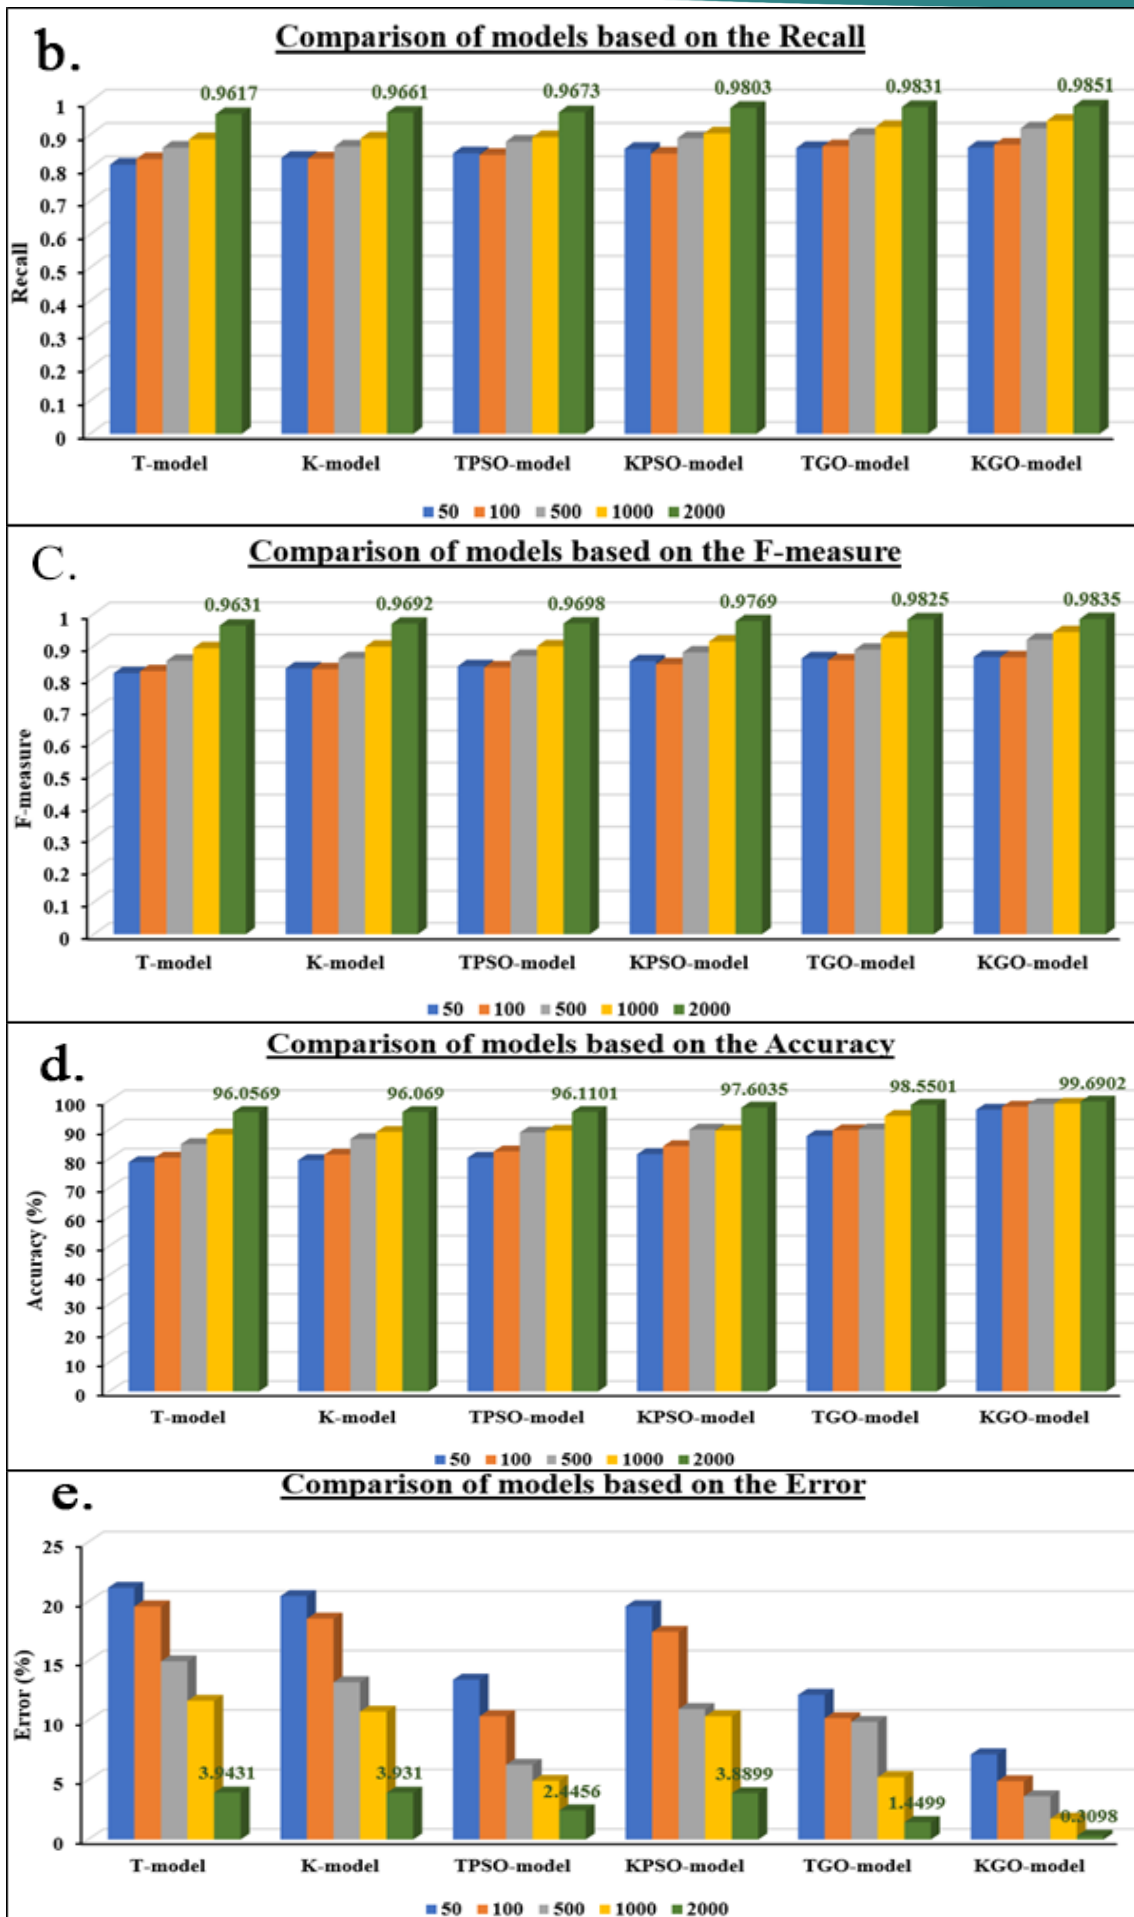 b.
Comparison of models based on the Recall
0.9617 0.9661 0.9673 0.9803 0.9831 0.9851
1
0.9
0.8
0.7
0.6
0.5
0.4
0.3
0.2
0.1
0
Recall
T-model K-model TPSO-model KPSO-model TGO-model KGO-model
50 100 500 1000 2000
C.
Comparison of models based on the F-measure
0.9631 0.9692 0.9698 0.9769 0.9825 0.9835
1
0.9
0.8
0.7
0.6
0.5
0.4
0.3
0.2
0.1
0
F-measure
T-model K-model TPSO-model KPSO-model TGO-model KGO-model
50 100 500 1000 2000
d.
Comparison of models based on the Accuracy
96.0569 96.069 96.1101 97.6035 98.5501 99.6902
100
90
80
70
60
50
40
30
20
10
0
Accuracy (%)
T-model K-model TPSO-model KPSO-model TGO-model KGO-model
50 100 500 1000 2000
e.
Comparison of models based on the Error
25
20
15
10
5
0
Error (%)
3.9431 3.931 2.4456 3.8899 1.4499 0.3098
T-model K-model TPSO-model KPSO-model TGO-model KGO-model
50 100 500 1000 2000